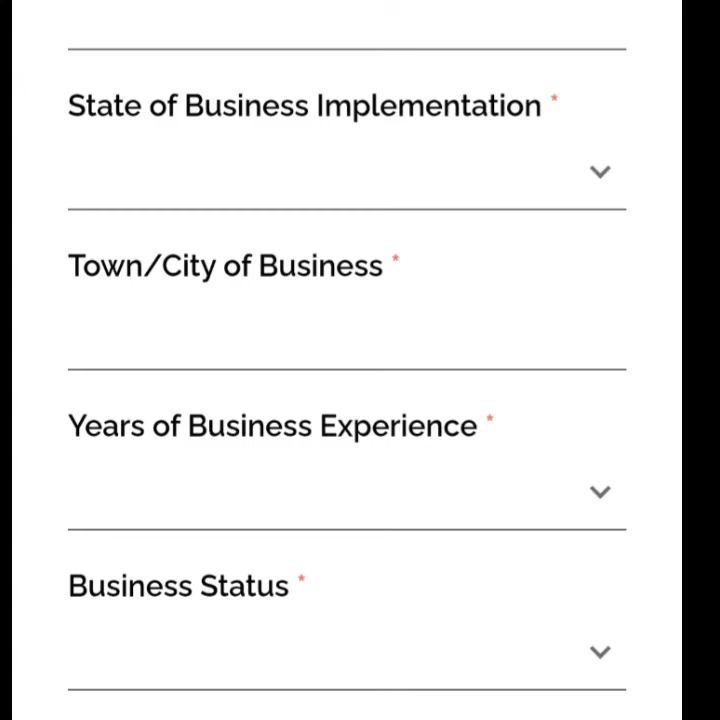 State of Business Implementation *
Town/City of Business *
Years of Business Experience *
Business Status *